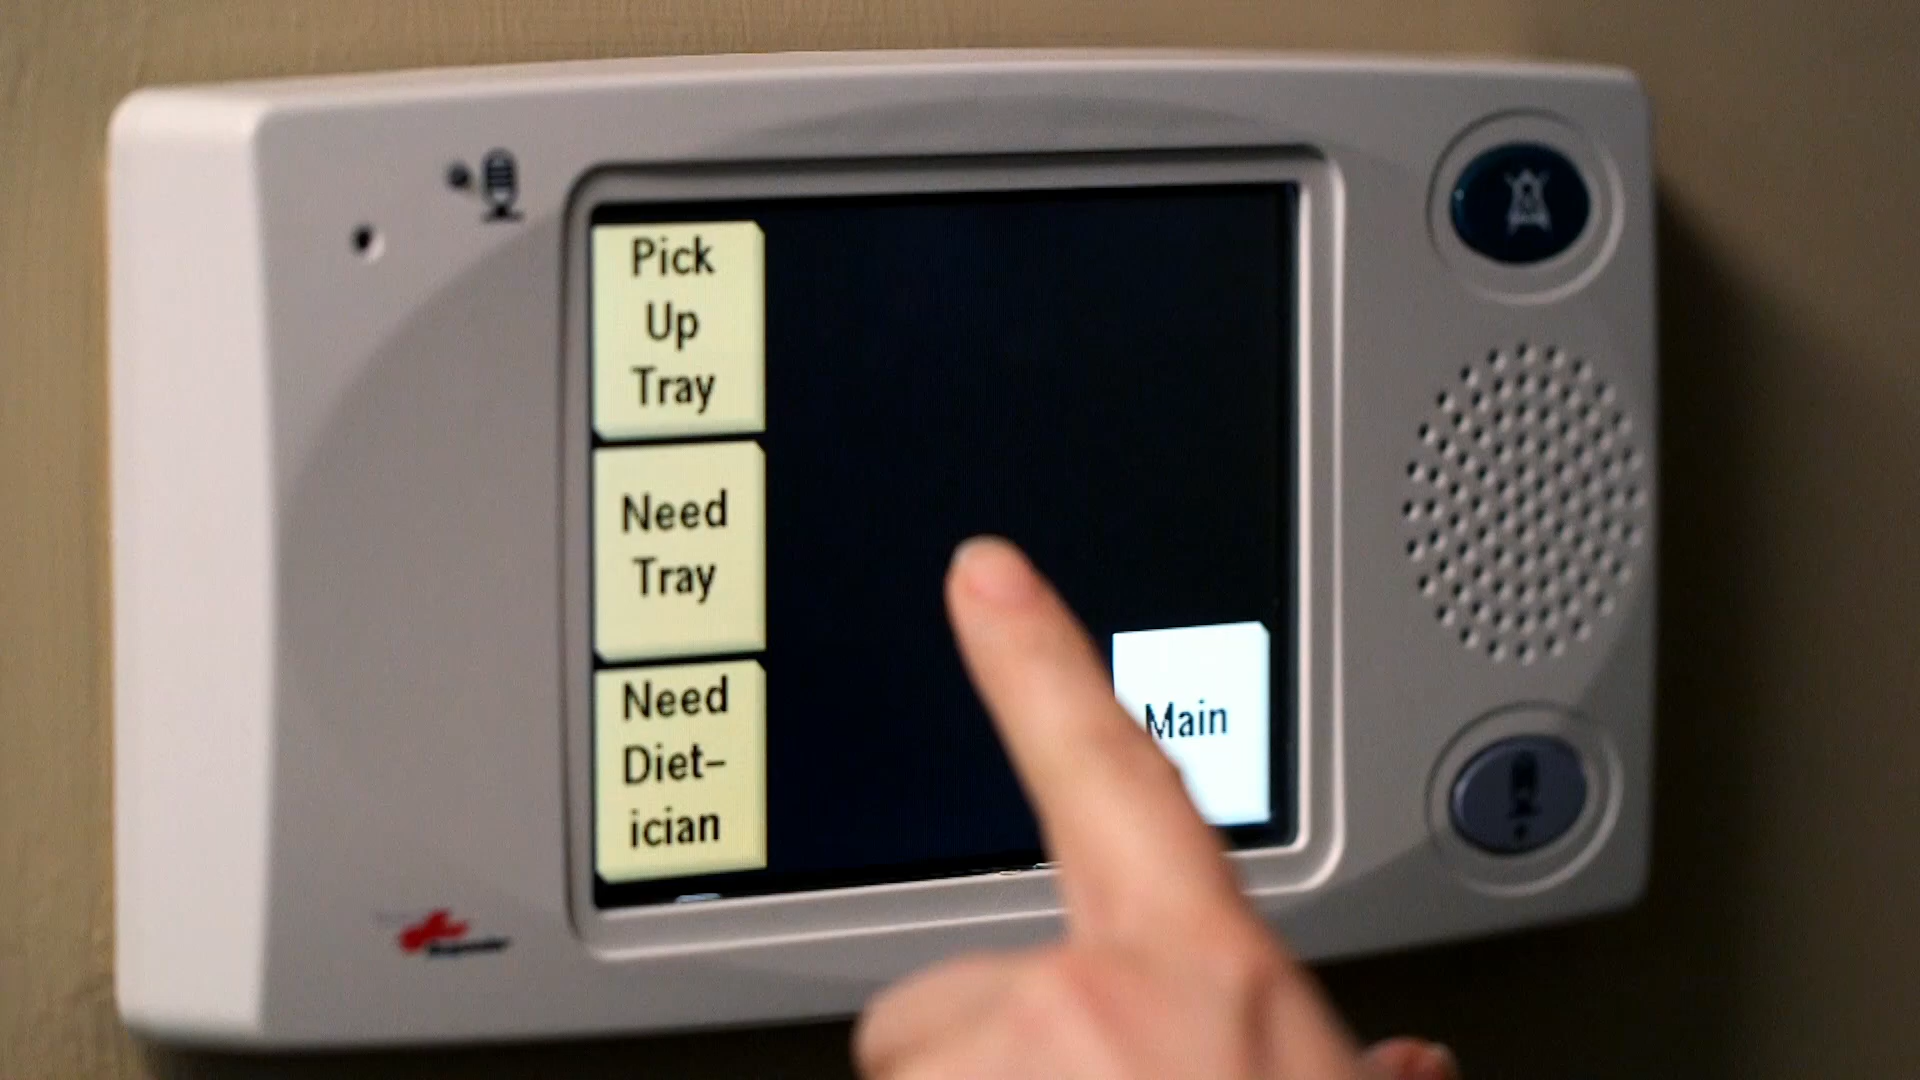 Pick
Up
Tray
Need
Tray
Need
Diet-
ician
Main